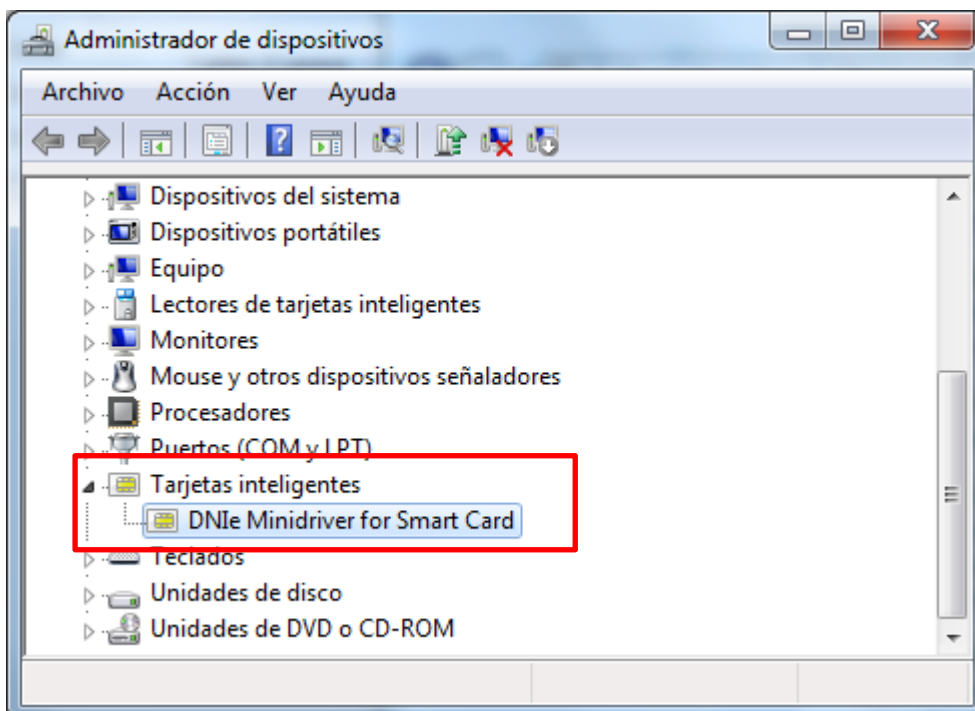 Administrador de dispositivos
Archivo Acción Ver Ayuda
Dispositivos del sistema
Dispositivos portátiles
Equipo
Lectores de tarjetas inteligentes
Monitores
Mouse y otros dispositivos señaladores
Procesadores
Puertos (COM y LPT)
Tarjetas inteligentes
DNIe Minidriver for Smart Card
Teclados
Unidades de disco
Unidades de DVD o CD-ROM